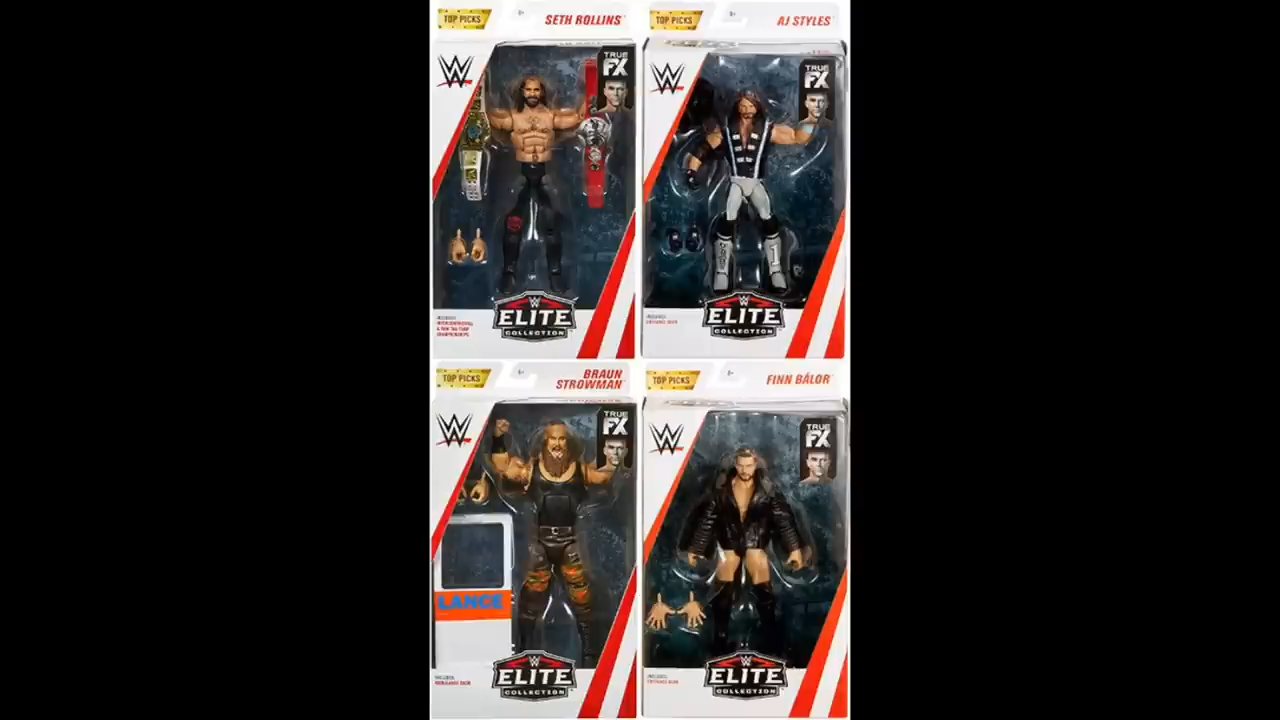 TOP PICKS
SETH ROLLINS
TRUE
FX
W
ELITE
COLLECTION
TOP PICKS
AJ STYLES
TRUE
FX
W
ELITE
COLLECTION
1
TOP PICKS
BRAUN
STROWMAN
TRUE
FX
W
LANCE
ELITE
COLLECTION
TOP PICKS
FINN BÁLOR
TRUE
FX
W
ELITE
COLLECTION